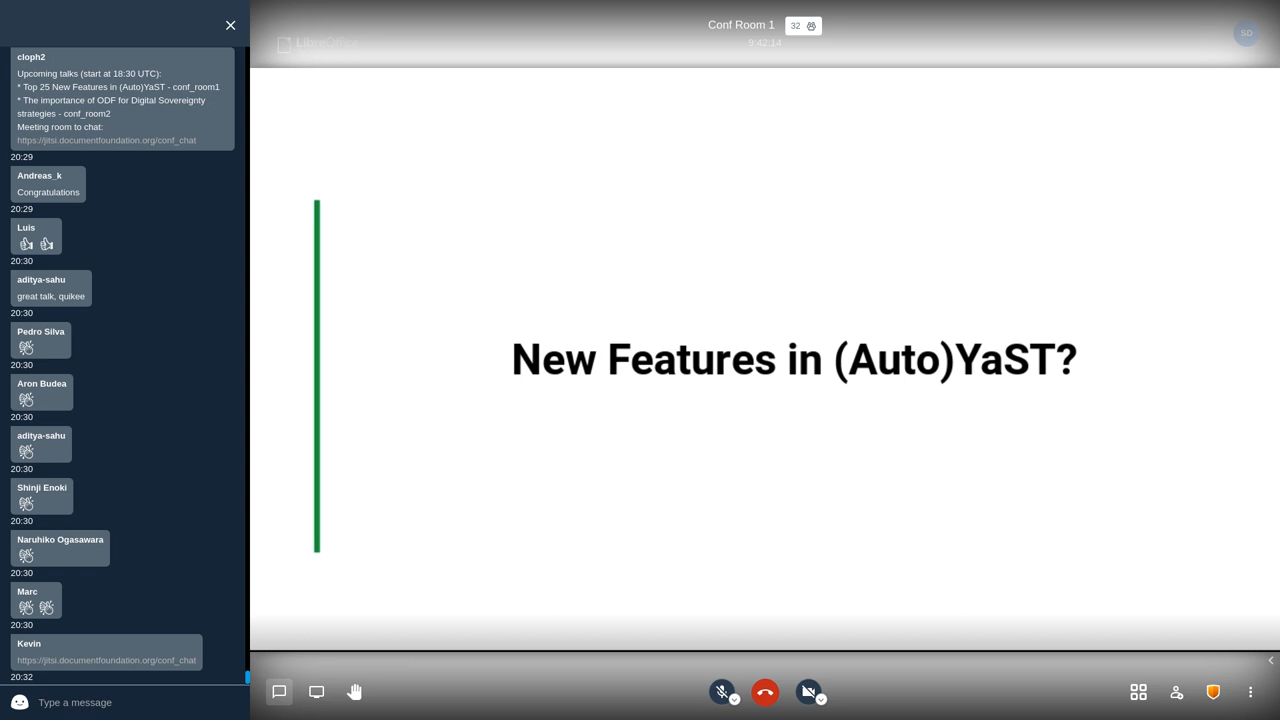 cloph2
Upcoming talks (start at 18:30 UTC):
* Top 25 New Features in (Auto)YaST - conf_room1
* The importance of ODF for Digital Sovereignty
strategies - conf_room2
Meeting room to chat:
https://jitsi.documentfoundation.org/conf_chat
20:29
Andreas_k
Congratulations
20:29
Luis
20:30
aditya-sahu
great talk, quikee
20:30
Pedro Silva
20:30
Aron Budea
20:30
aditya-sahu
20:30
Shinji Enoki
20:30
Naruhiko Ogasawara
20:30
Marc
20:30
Kevin
https://jitsi.documentfoundation.org/conf_chat
20:32
Type a message
Conf Room 1
32
9:42:14
LibreOffice
SD
New Features in (Auto)YaST?